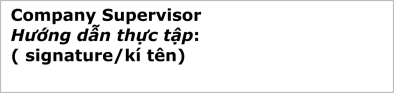 Company Supervisor
Hướng dẫn thực tập:
( signature/kí tên)